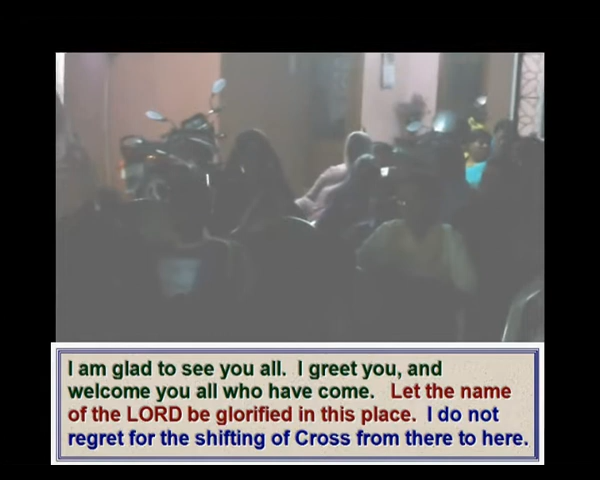 I am glad to see you all. I greet you, and
welcome you all who have come. Let the name
of the LORD be glorified in this place. I do not
regret for the shifting of Cross from there to here.